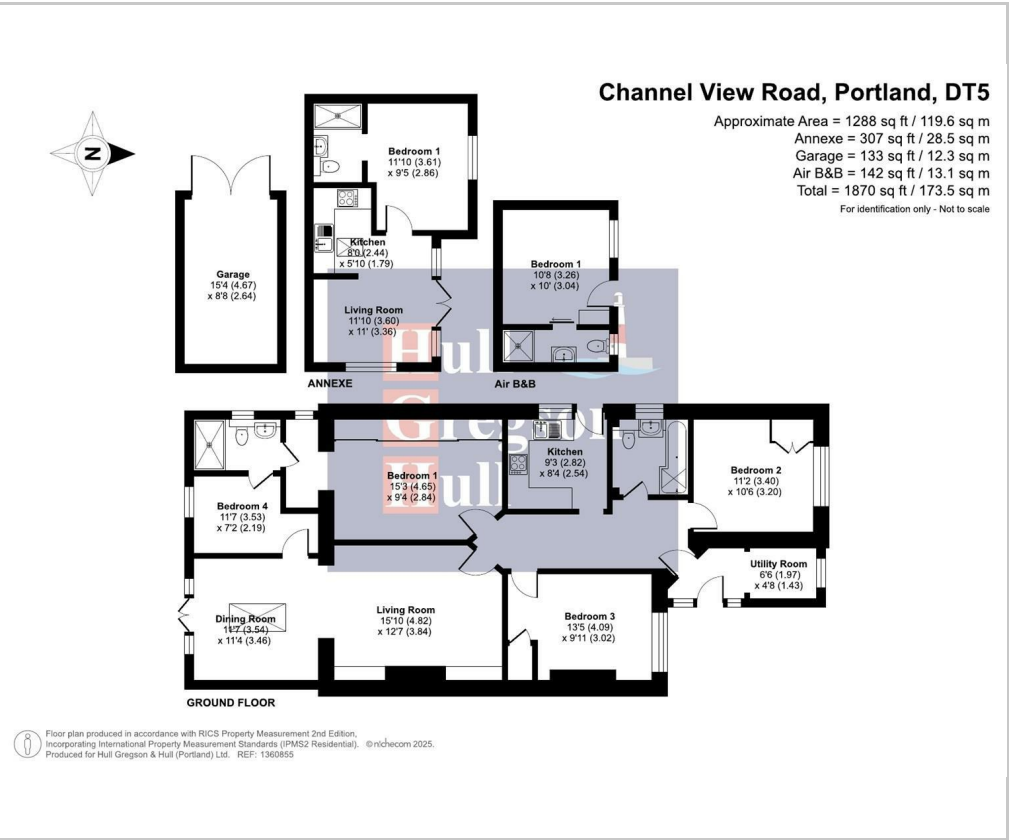 Channel View Road, Portland, DT5
Approximate Area = 1288 sq ft / 119.6 sq m
Annexe = 307 sq ft / 28.5 sq m
Garage = 133 sq ft / 12.3 sq m
Air B&B = 142 sq ft / 13.1 sq m
Total = 1870 sq ft / 173.5 sq m
For identification only - Not to scale
N
Bedroom 1
11'10 (3.61)
x 9'5 (2.86)
Kitchen
8'0 (2.44)
x 5'10 (1.79)
Living Room
11'10 (3.60)
x 11' (3.36)
ANNEXE
Garage
15'4 (4.67)
x 8'8 (2.64)
Bedroom 1
10'8 (3.26)
x 10' (3.04)
Air B&B
Hull
Gregson
Hull
Bedroom 1
15'3 (4.65)
x 9'4 (2.84)
Kitchen
9'3 (2.82)
x 8'4 (2.54)
Bedroom 2
11'2 (3.40)
x 10'6 (3.20)
Bedroom 4
11'7 (3.53)
x 7'2 (2.19)
Utility Room
6'6 (1.97)
x 4'8 (1.43)
Dining Room
11'7 (3.54)
x 11'4 (3.46)
Living Room
15'10 (4.82)
x 12'7 (3.84)
Bedroom 3
13'5 (4.09)
x 9'11 (3.02)
GROUND FLOOR
Floor plan produced in accordance with RICS Property Measurement 2nd Edition,
Incorporating International Property Measurement Standards (IPMS2 Residential). © nichecom 2025.
Produced for Hull Gregson & Hull (Portland) Ltd. REF: 1360855